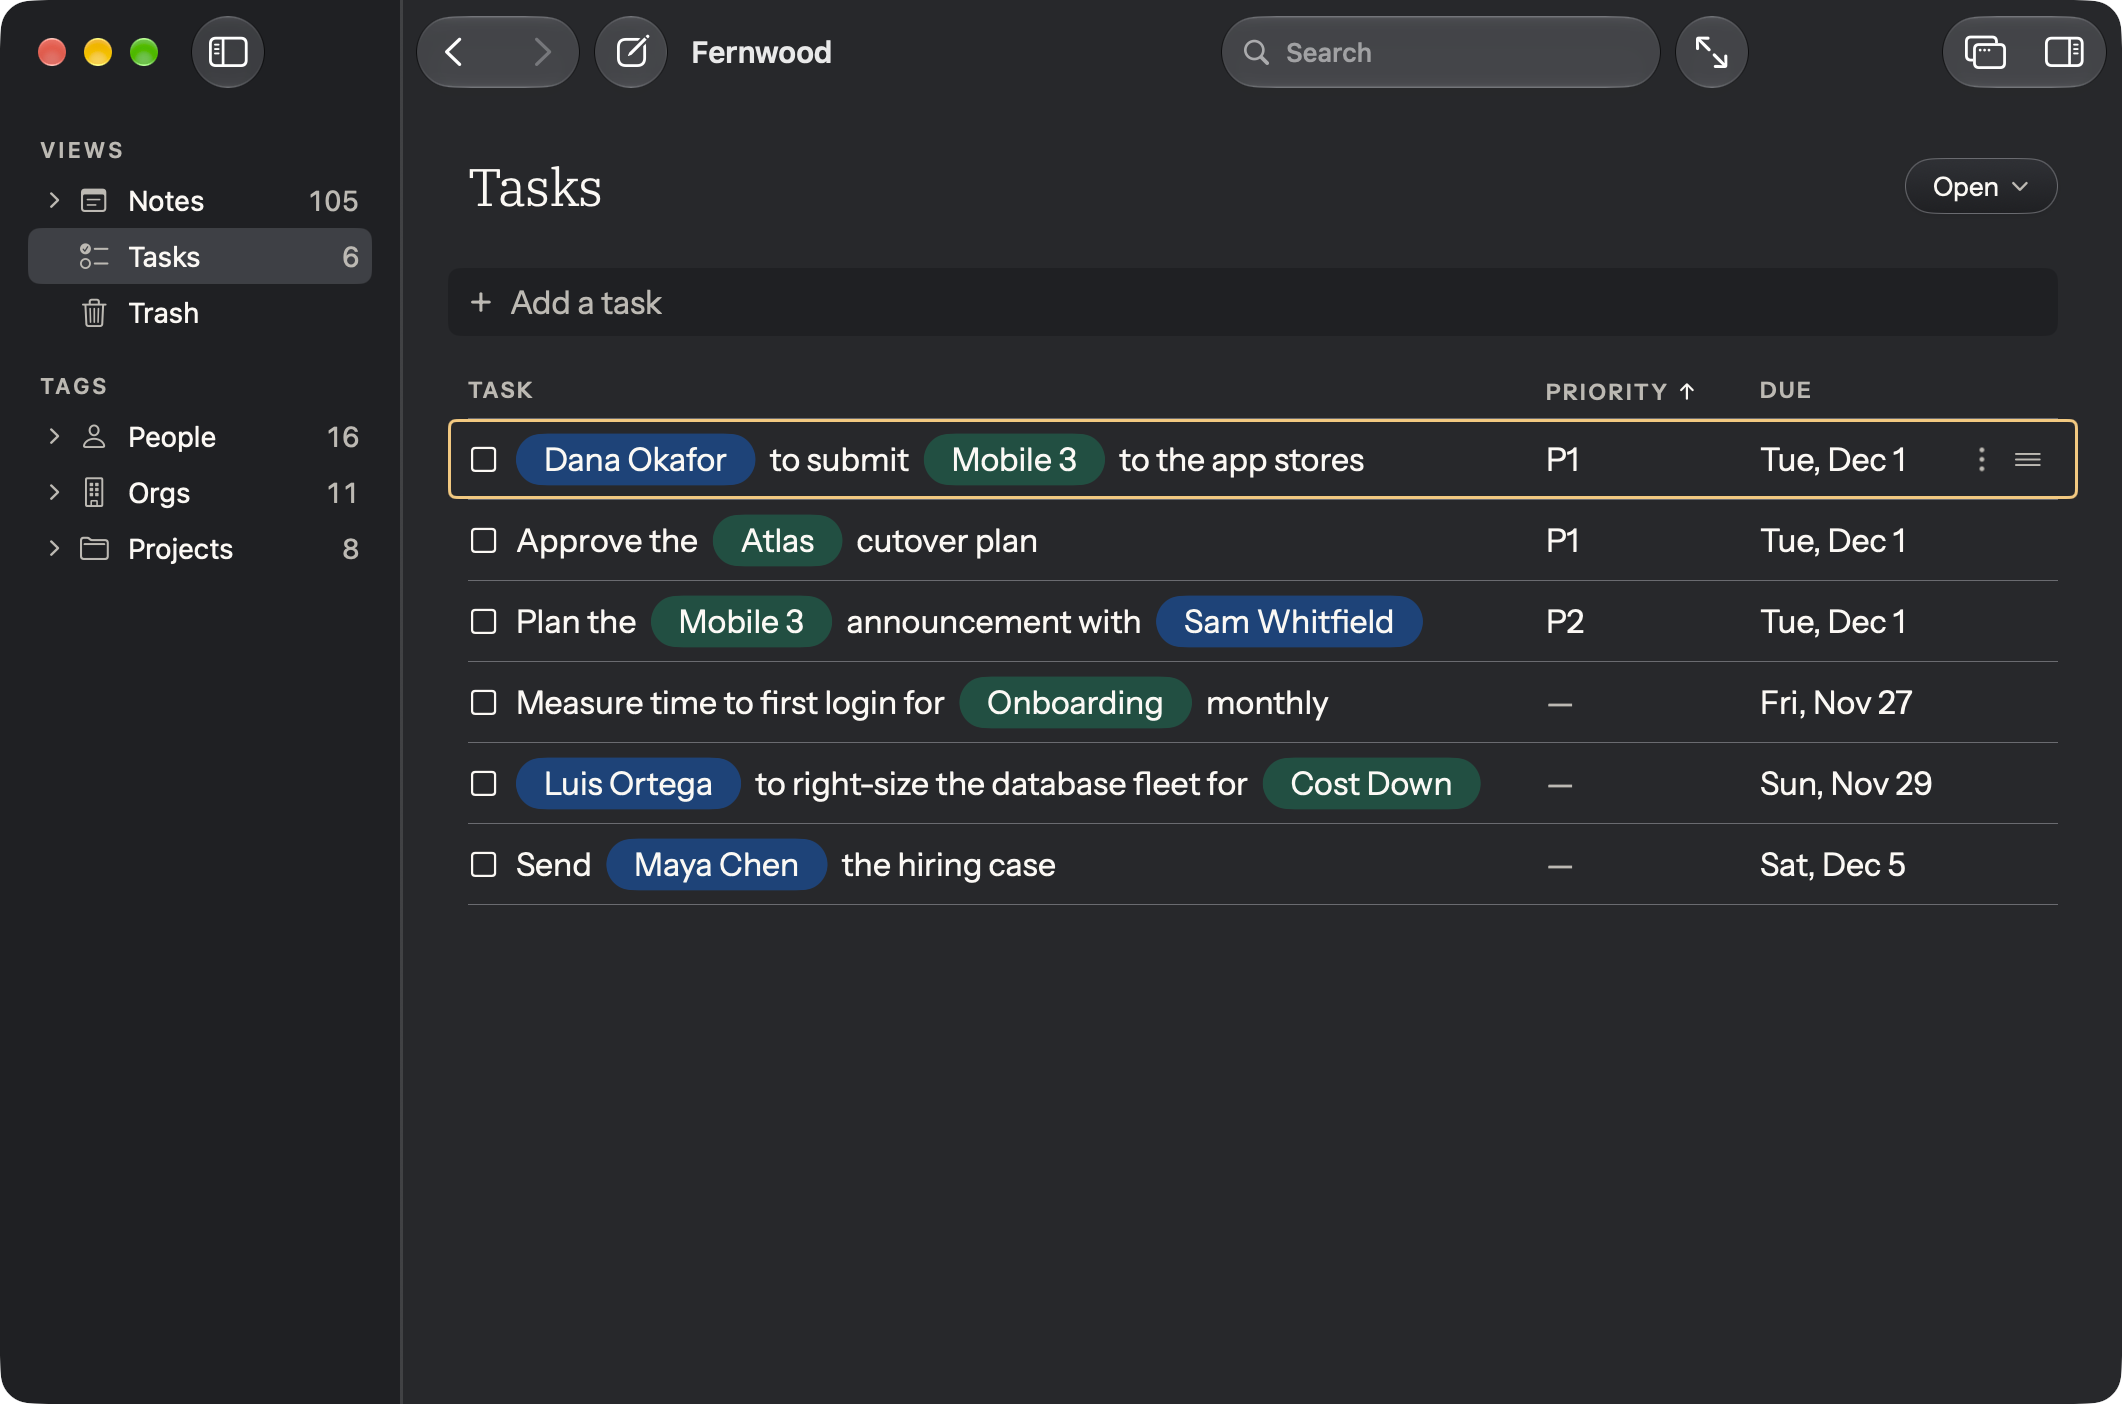 Fernwood
Search
VIEWS
Notes 105
Tasks 6
Trash
TAGS
People 16
Orgs 11
Projects 8
Tasks
Open
+ Add a task
TASK PRIORITY ↑ DUE
Dana Okafor to submit Mobile 3 to the app stores P1 Tue, Dec 1
Approve the Atlas cutover plan P1 Tue, Dec 1
Plan the Mobile 3 announcement with Sam Whitfield P2 Tue, Dec 1
Measure time to first login for Onboarding monthly — Fri, Nov 27
Luis Ortega to right-size the database fleet for Cost Down — Sun, Nov 29
Send Maya Chen the hiring case — Sat, Dec 5